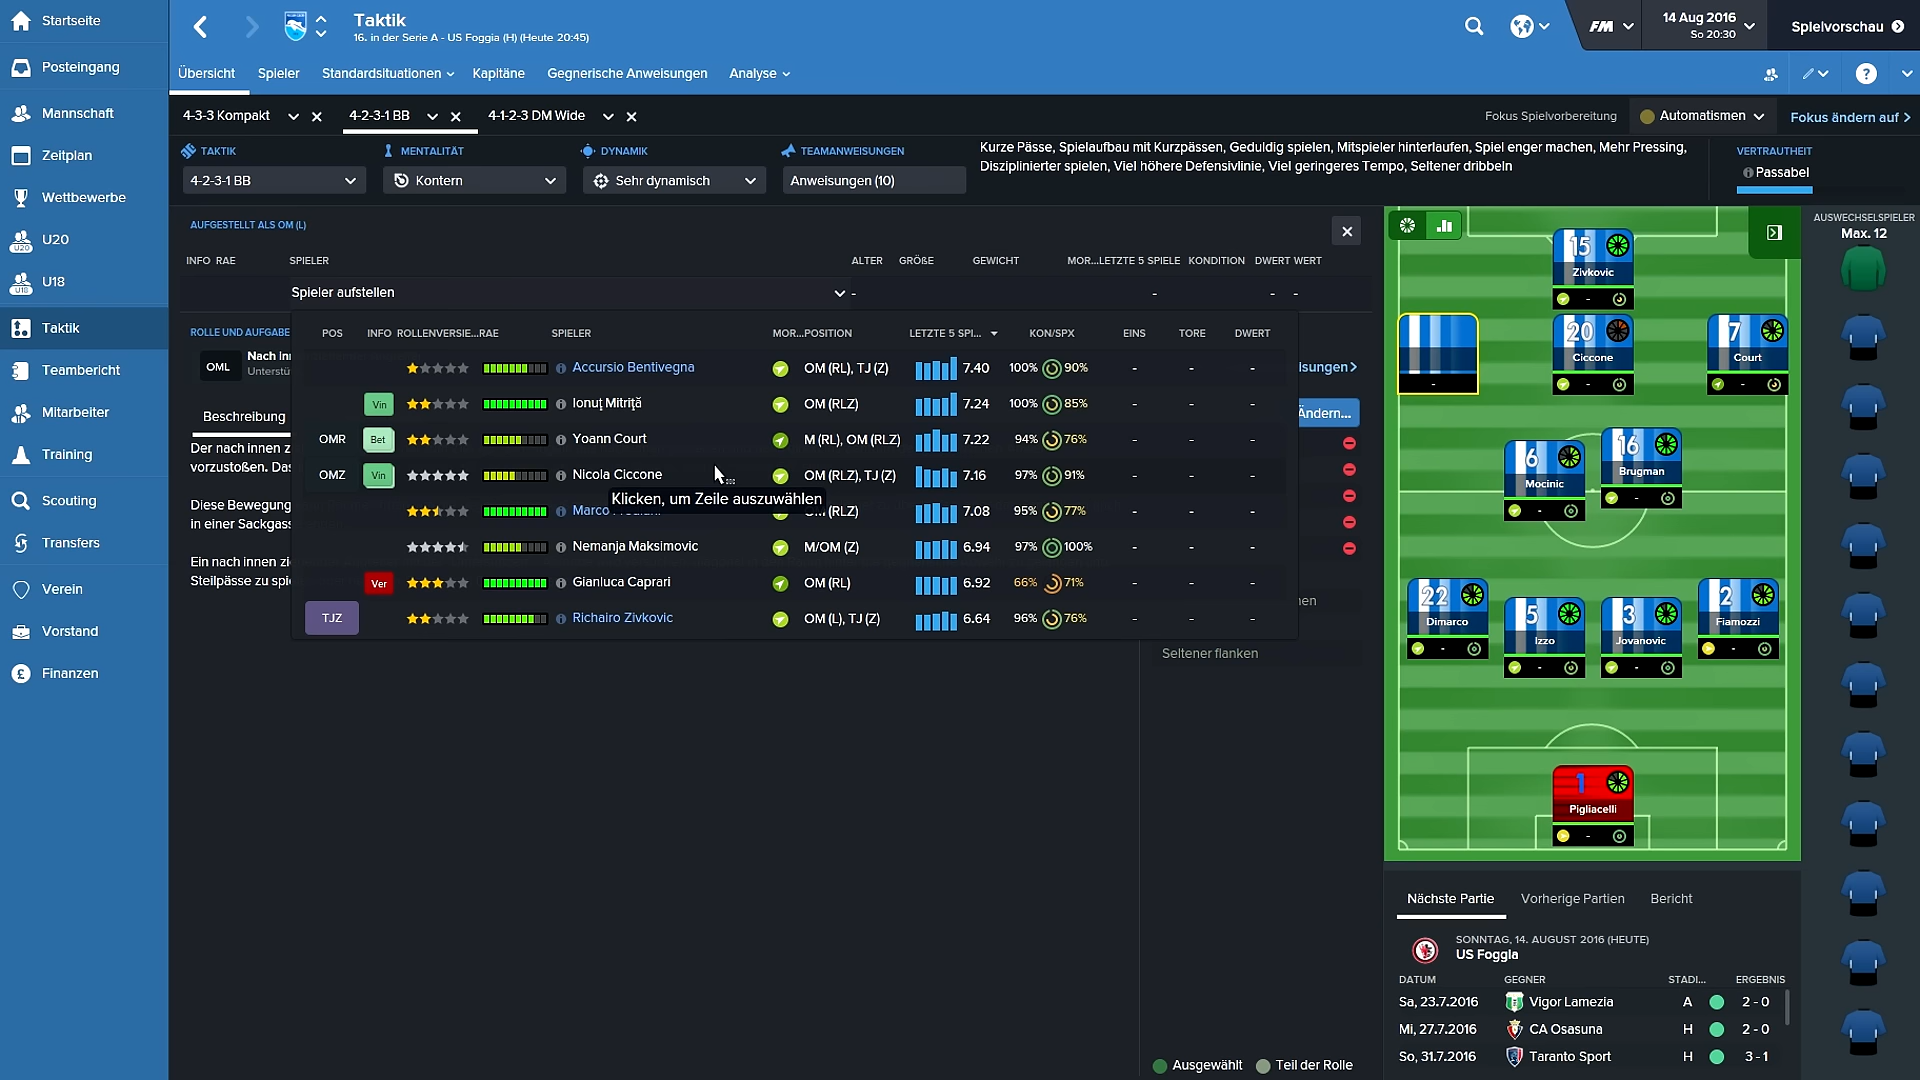 Startseite
Posteingang
Mannschaft
Zeitplan
Wettbewerbe
U20
U18
Taktik
Teambericht
Mitarbeiter
Training
Scouting
Transfers
Verein
Vorstand
Finanzen
Taktik
16. in der Serie A - US Foggia (H) (Heute 20:45)
FM
14 Aug 2016
So 20:30
Spielvorschau
Übersicht Spieler Standardsituationen Kapitäne Gegnerische Anweisungen Analyse
4-3-3 Kompakt 4-2-3-1 BB 4-1-2-3 DM Wide
Fokus Spielvorbereitung Automatismen Fokus ändern auf >
TAKTIK MENTALITÄT DYNAMIK TEAMANWEISUNGEN
4-2-3-1 BB Kontern Sehr dynamisch Anweisungen (10)
Kurze Pässe, Spielaufbau mit Kurzpässen, Geduldig spielen, Mitspieler hinterlaufen, Spiel enger machen, Mehr Pressing,
Disziplinierter spielen, Viel höhere Defensivlinie, Viel geringeres Tempo, Seltener dribbeln
VERTRAUTHEIT
Passabel
AUFGESTELLT ALS OM (L)
INFO RAE SPIELER ALTER GRÖßE GEWICHT MOR...LETZTE 5 SPIELE KONDITION DWERT WERT
Spieler aufstellen - - - -
ROLLE UND AUFGABE
OML
Beschreibung
POS INFO ROLLENVERSIE...RAE SPIELER MOR...POSITION LETZTE 5 SPI... KON/SPX EINS TORE DWERT
Accursio Bentivegna OM (RL), TJ (Z) 7.40 100% 90% - - -
Vin Ionuț Mitriță OM (RLZ) 7.24 100% 85% - - -
OMR Bet Yoann Court M (RL), OM (RLZ) 7.22 94% 76% - - -
OMZ Vin Nicola Ciccone OM (RLZ), TJ (Z) 7.16 97% 91% - - -
Klicken, um Zeile auszuwählen
Marco (RLZ) 7.08 95% 77% - - -
Nemanja Maksimovic M/OM (Z) 6.94 97% 100% - - -
Ver Gianluca Caprari OM (RL) 6.92 66% 71% - - -
TJZ Richairo Zivkovic OM (L), TJ (Z) 6.64 96% 76% - - -
Der nach innen
vorzustoßen.
Diese Bewegung
in einer
Ein nach innen
Ändern...
Seltener flanken
Ausgewählt Teil der Rolle
15
Zivkovic
-
-
20
Ciccone
-
7
Court
-
6
Mocinic
-
16
Brugman
-
22
Dimarco
-
5
Izzo
-
3
Jovanovic
-
2
Fiamozzi
-
1
Pigliacelli
-
AUSWECHSELSPIELER
Max. 12
Nächste Partie Vorherige Partien Bericht
SONNTAG, 14. AUGUST 2016 (HEUTE)
US Foggia
DATUM GEGNER STADI... ERGEBNIS
Sa, 23.7.2016 Vigor Lamezia A 2 - 0
Mi, 27.7.2016 CA Osasuna H 2 - 0
So, 31.7.2016 Taranto Sport H 3 - 1